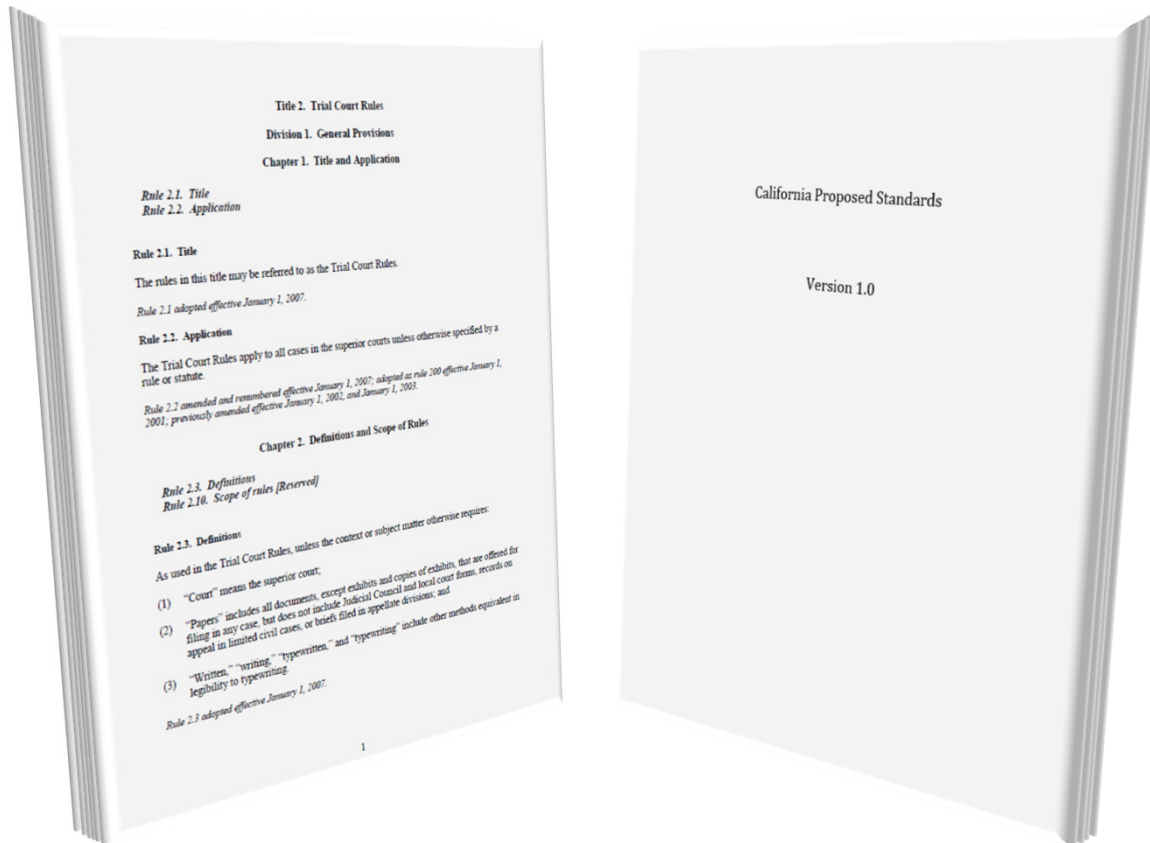 Title 2. Trial Court Rules
Division 1. General Provisions
Chapter 1. Title and Application
Rule 2.1. Title
Rule 2.2. Application
Rule 2.1. Title
The rules in this title may be referred to as the Trial Court Rules.
Rule 2.1 adopted effective January 1, 2007.
Rule 2.2. Application
The Trial Court Rules apply to all cases in the superior courts unless otherwise specified by a
rule or statute.
Rule 2.2 amended and renumbered effective January 1, 2007; adopted as rule 200 effective January 1,
2001; previously amended effective January 1, 2002, and January 1, 2003.
Chapter 2. Definitions and Scope of Rules
Rule 2.3. Definitions
Rule 2.10. Scope of rules [Reserved]
Rule 2.3. Definitions
As used in the Trial Court Rules, unless the context or subject matter otherwise requires:
(1) “Court” means the superior court;
(2) “Papers” includes all documents, except exhibits and copies of exhibits, that are offered for
filing in any case, but does not include Judicial Council and local court forms, records on
appeal in limited civil cases, or briefs filed in appellate divisions; and
(3) “Written,” “writing,” “typewritten,” and “typewriting” include other methods equivalent in
legibility to typewriting.
Rule 2.3 adopted effective January 1, 2007.
1
California Proposed Standards
Version 1.0